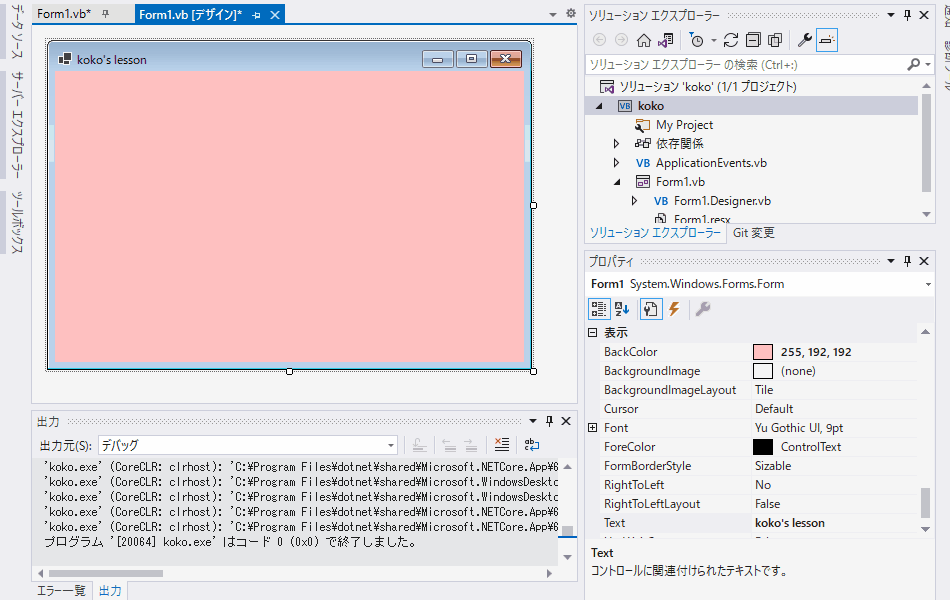 Form1.vb*
Form1.vb [デザイン]*
データ ソース
サーバー エクスプローラー
ツールボックス
koko's lesson
出力
出力元(S):
デバッグ
'koko.exe' (CoreCLR: clrhost): 'C:¥Program Files¥dotnet¥shared¥Microsoft.NETCore.App¥6
'koko.exe' (CoreCLR: clrhost): 'C:¥Program Files¥dotnet¥shared¥Microsoft.WindowsDeskto
'koko.exe' (CoreCLR: clrhost): 'C:¥Program Files¥dotnet¥shared¥Microsoft.WindowsDeskto
'koko.exe' (CoreCLR: clrhost): 'C:¥Program Files¥dotnet¥shared¥Microsoft.NETCore.App¥6
'koko.exe' (CoreCLR: clrhost): 'C:¥Program Files¥dotnet¥shared¥Microsoft.NETCore.App¥6
プログラム '[20064] koko.exe' はコード 0 (0x0) で終了しました。
エラー一覧
出力
ソリューション エクスプローラー
ソリューション エクスプローラー の検索 (Ctrl+:)
ソリューション 'koko' (1/1 プロジェクト)
VB koko
My Project
依存関係
VB ApplicationEvents.vb
Form1.vb
VB Form1.Designer.vb
Form1.resx
ソリューション エクスプローラー
Git 変更
プロパティ
Form1 System.Windows.Forms.Form
表示
BackColor 255, 192, 192
BackgroundImage (none)
BackgroundImageLayout Tile
Cursor Default
Font Yu Gothic UI, 9pt
ForeColor ControlText
FormBorderStyle Sizable
RightToLeft No
RightToLeftLayout False
Text koko's lesson
Text
コントロールに関連付けられたテキストです。